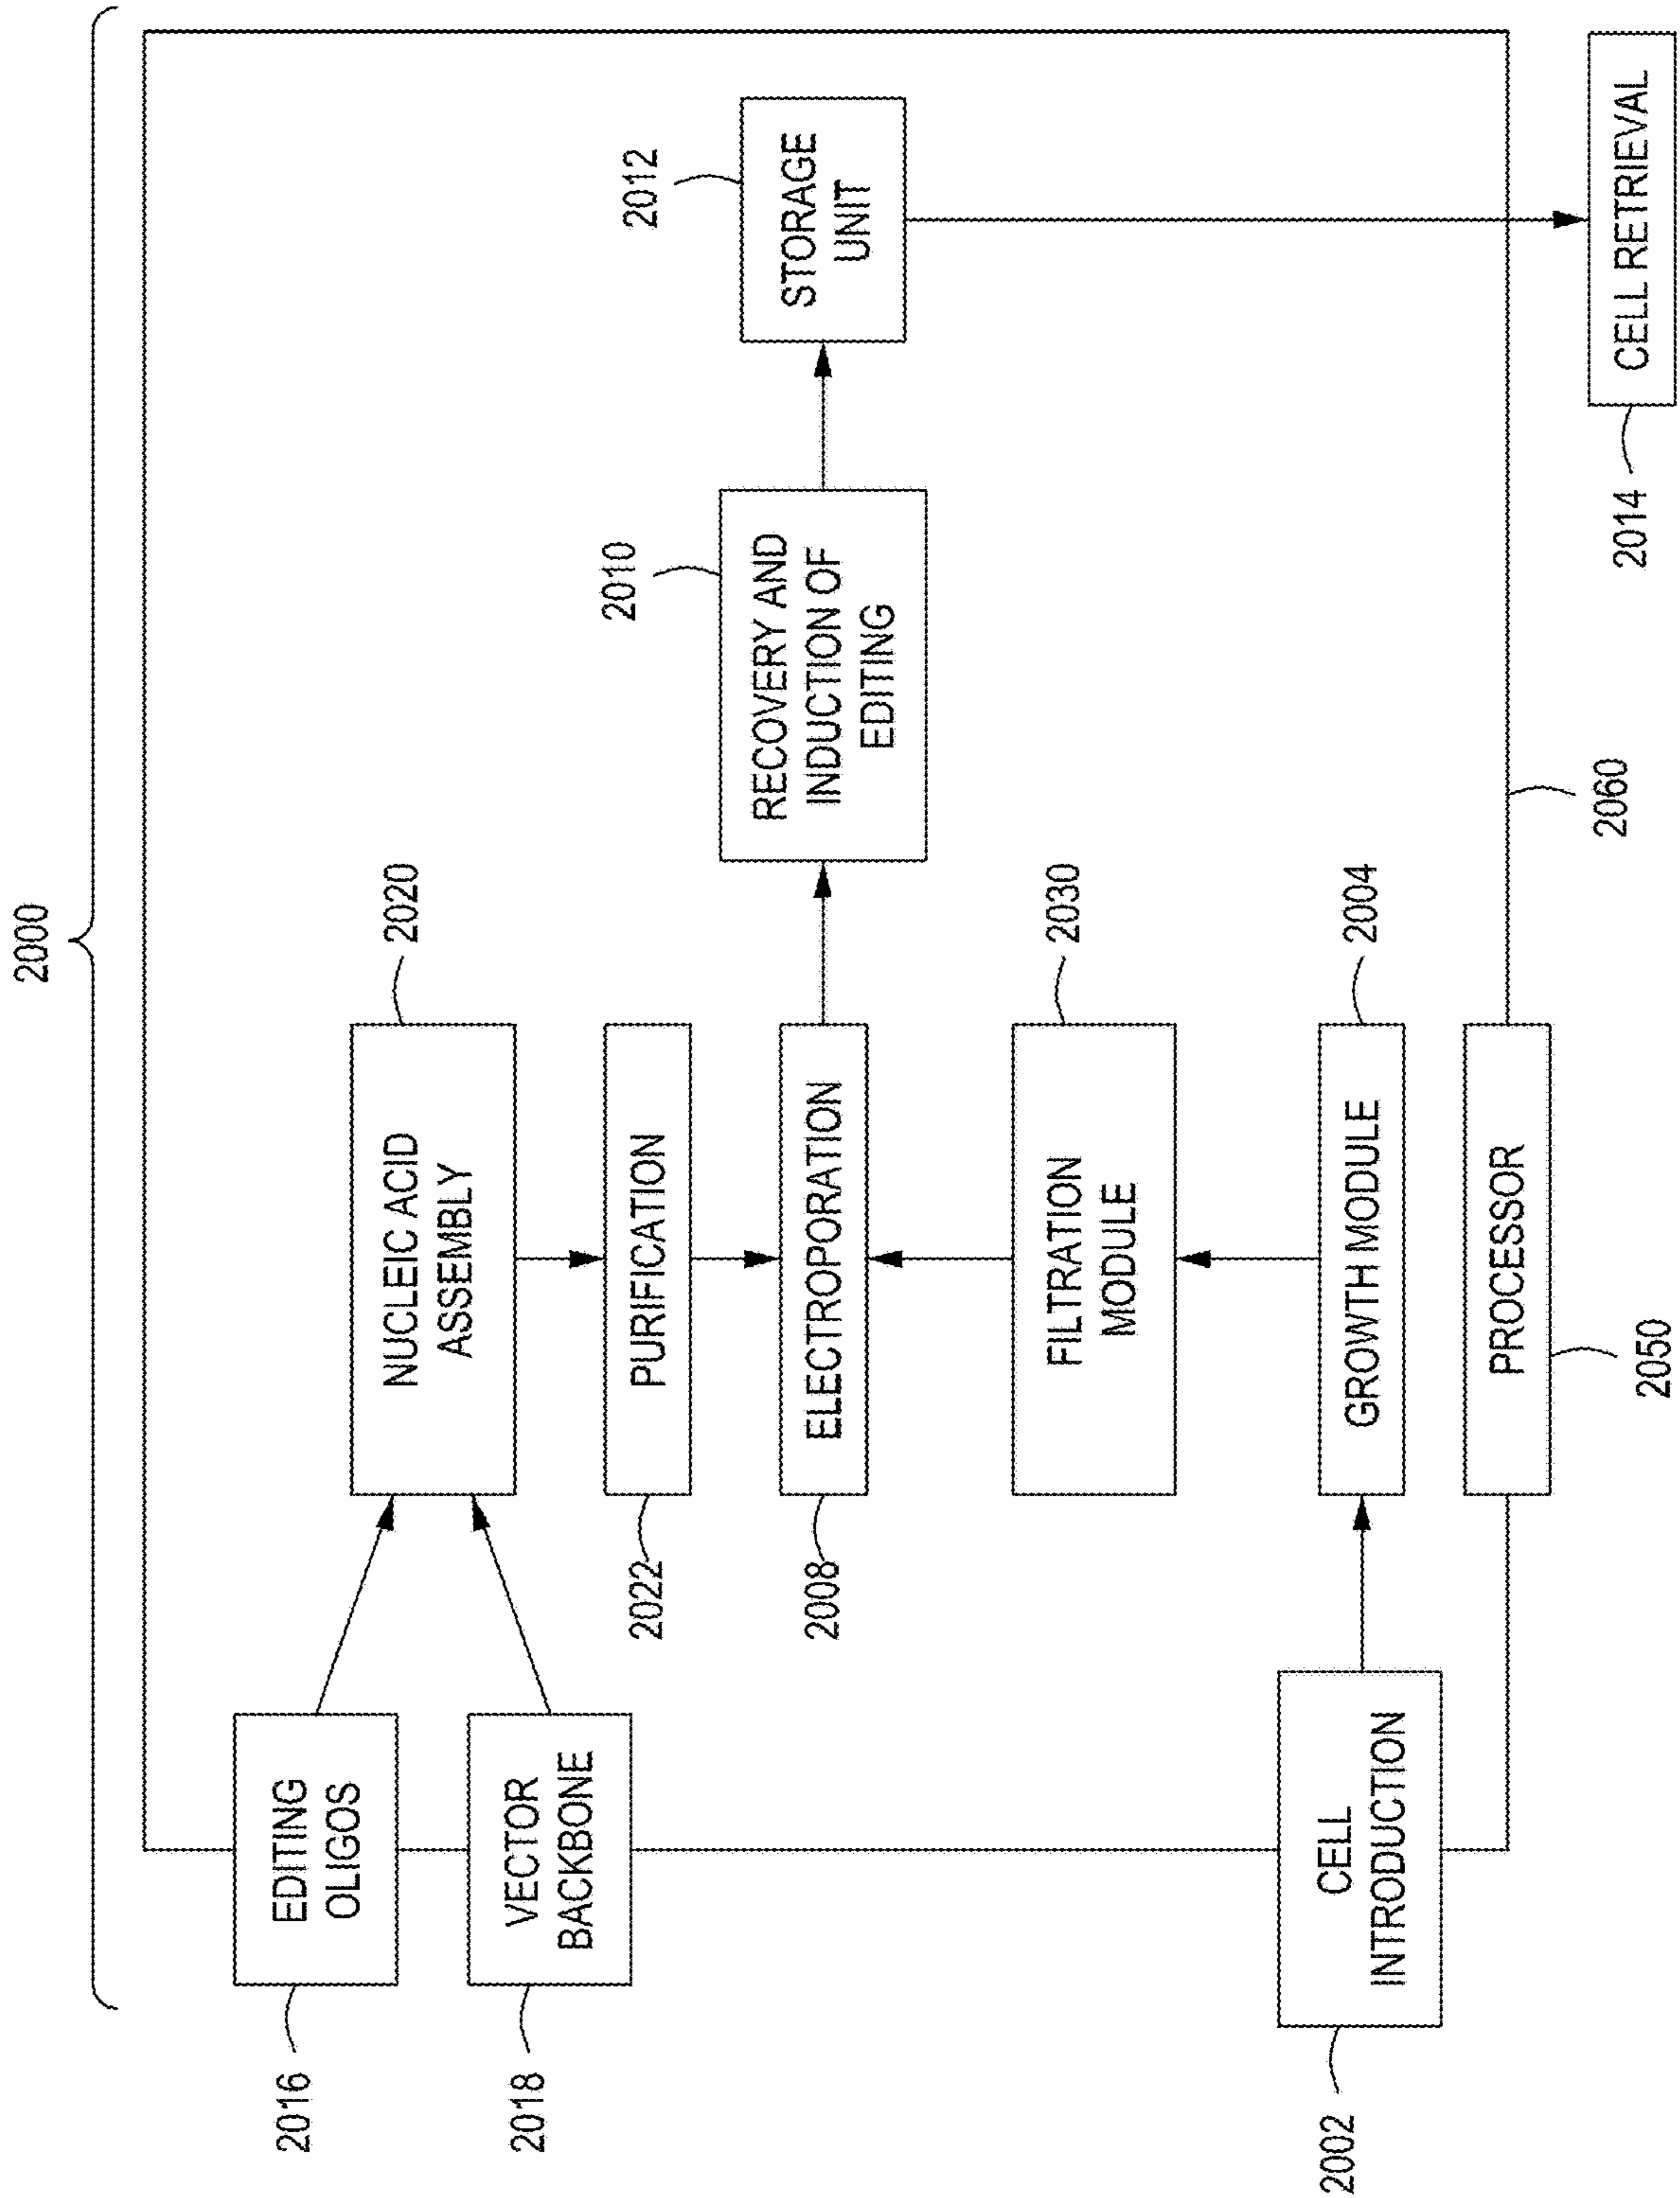 2000
2016
EDITING
OLIGOS
2018
VECTOR
BACKBONE
NUCLEIC ACID
ASSEMBLY
2020
2022
PURIFICATION
2008
ELECTROPORATION
2010
RECOVERY AND
INDUCTION OF
EDITING
2012
STORAGE
UNIT
FILTRATION
MODULE
2030
2002
CELL
INTRODUCTION
GROWTH MODULE
2004
PROCESSOR
2050
2060
2014
CELL RETRIEVAL